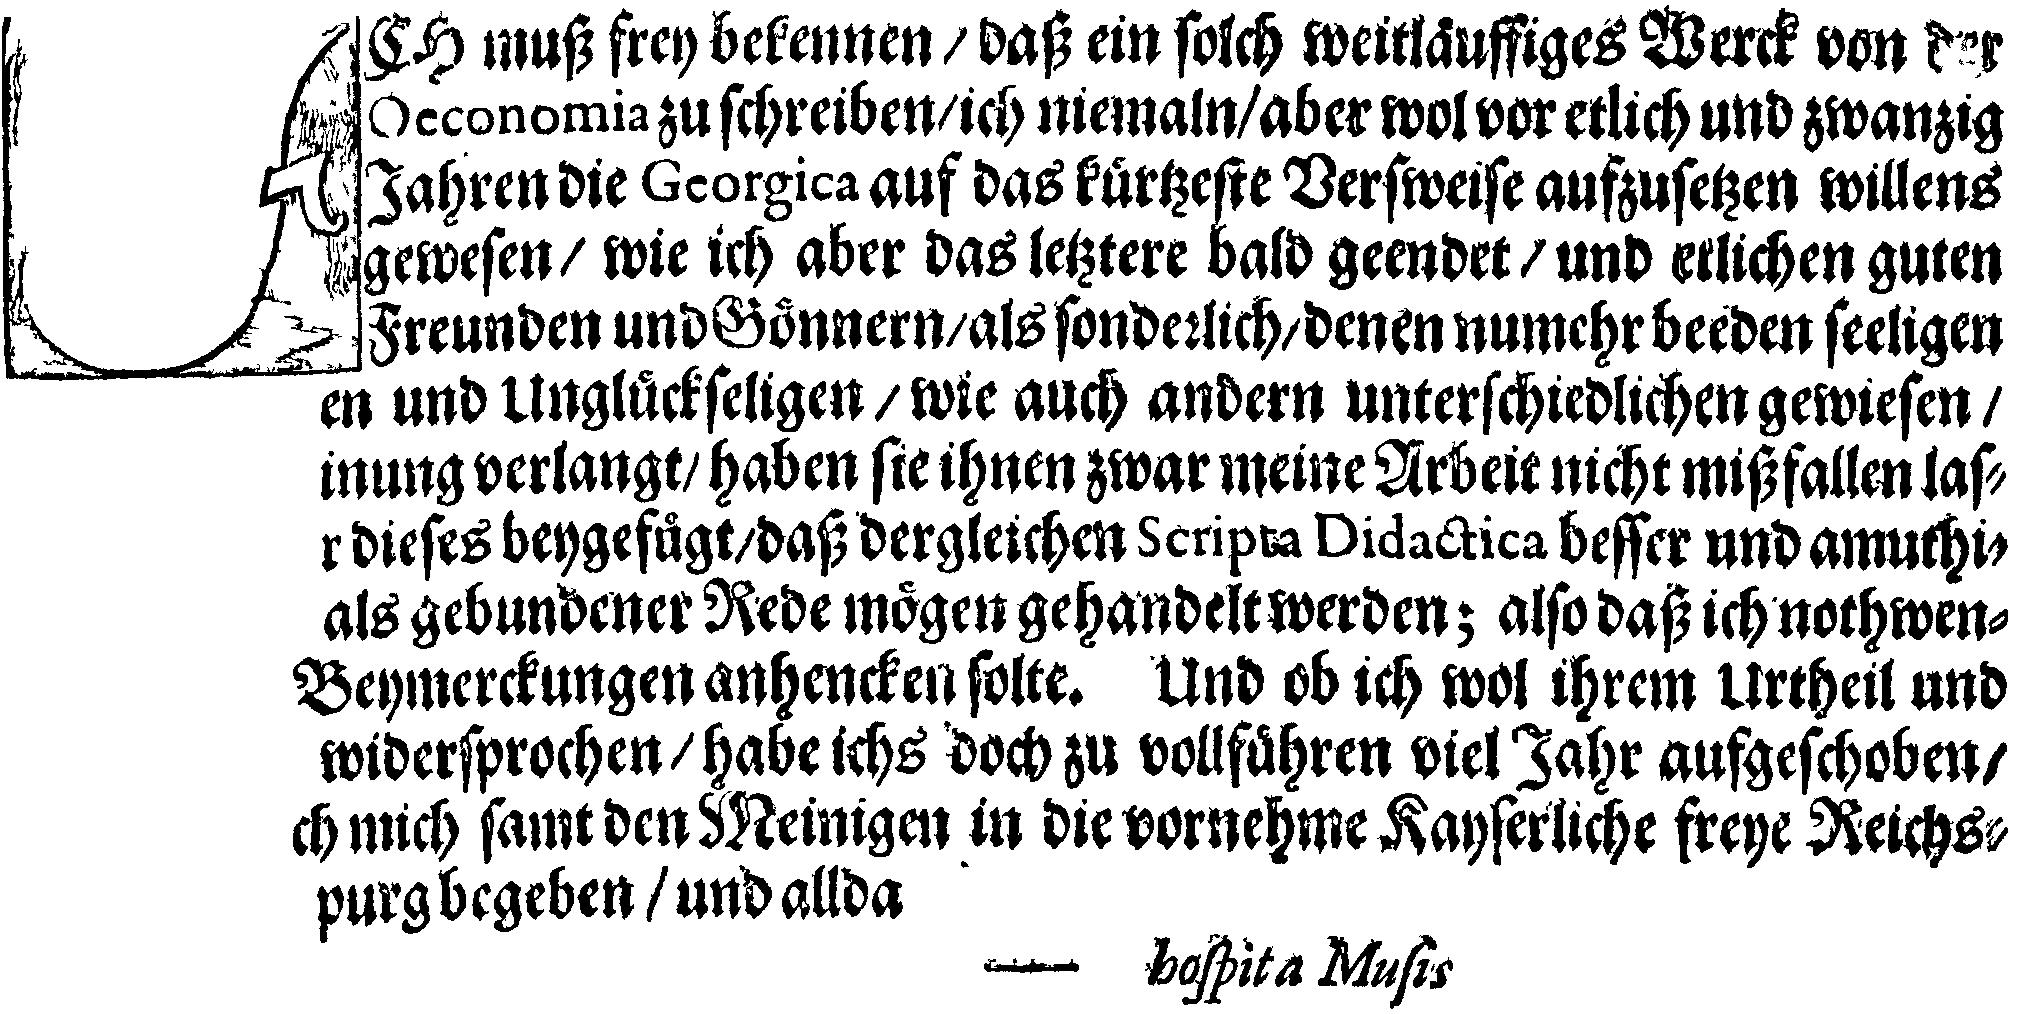 JCH muß frey bekennen / daß ein solch weitläuffiges Werck von der
Oeconomia zu schreiben / ich niemaln / aber wol vor etlich und zwanzig
Jahren die Georgica auf das kürtzeste Versweise aufzusetzen willens
gewesen / wie ich aber das letztere bald geendet / und etlichen guten
Freunden und Gönnern / als sonderlich / denen numehr beeden seeligen
en und Unglückseligen / wie auch andern unterschiedlichen gewiesen /
inung verlangt / haben sie ihnen zwar meine Arbeit nicht mißfallen las-
r dieses beygefügt / daß dergleichen Scripta Didactica besser und amuthi-
als gebundener Rede mögen gehandelt werden; also daß ich nothwen-
Beymerckungen anhencken solte. Und ob ich wol ihrem Urtheil und
widersprochen / habe ichs doch zu vollführen viel Jahr aufgeschoben /
ch mich samt den Meinigen in die vornehme Kayserliche freye Reichs-
purg begeben / und allda
— hospita Musis